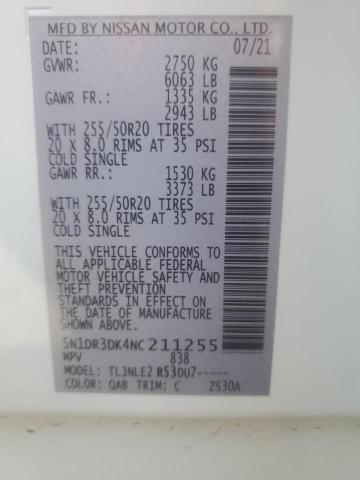 MFD BY NISSAN MOTOR CO., LTD.
DATE: 07/21
GVWR: 2750 KG
6063 LB
GAWR FR.: 1335 KG
2943 LB
WITH 255/50R20 TIRES
20 X 8.0 RIMS AT 35 PSI
COLD SINGLE
GAWR RR.: 1530 KG
3373 LB
WITH 255/50R20 TIRES
20 X 8.0 RIMS AT 35 PSI
COLD SINGLE
THIS VEHICLE CONFORMS TO
ALL APPLICABLE FEDERAL
MOTOR VEHICLE SAFETY
AND THEFT PREVENTION
STANDARDS IN EFFECT ON
THE DATE OF MANUFACTURE
SHOWN ABOVE.
5N1DR3DK4NC211255
MPV 838
MODEL: TLJNLE2 R53DU7-----
COLOR: QAB TRIM: C ZS30A